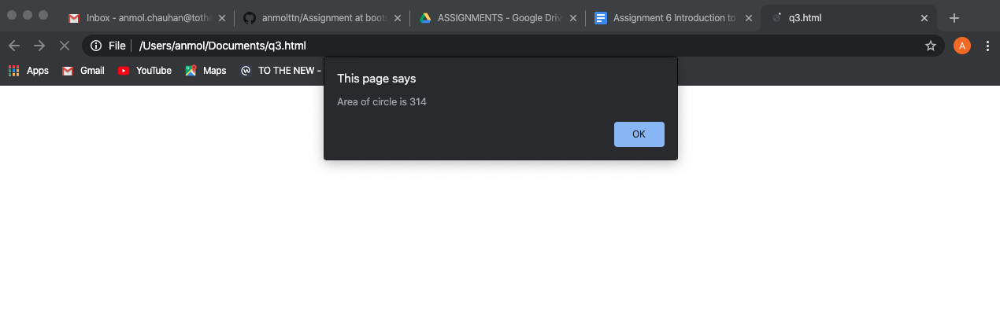 Inbox - anmol.chauhan@tothe
anmolttn/Assignment at boots
ASSIGNMENTS - Google Driv
Assignment 6 Introduction to
q3.html
File
/Users/anmol/Documents/q3.html
A
Apps
Gmail
YouTube
Maps
TO THE NEW -
This page says
Area of circle is 314
OK